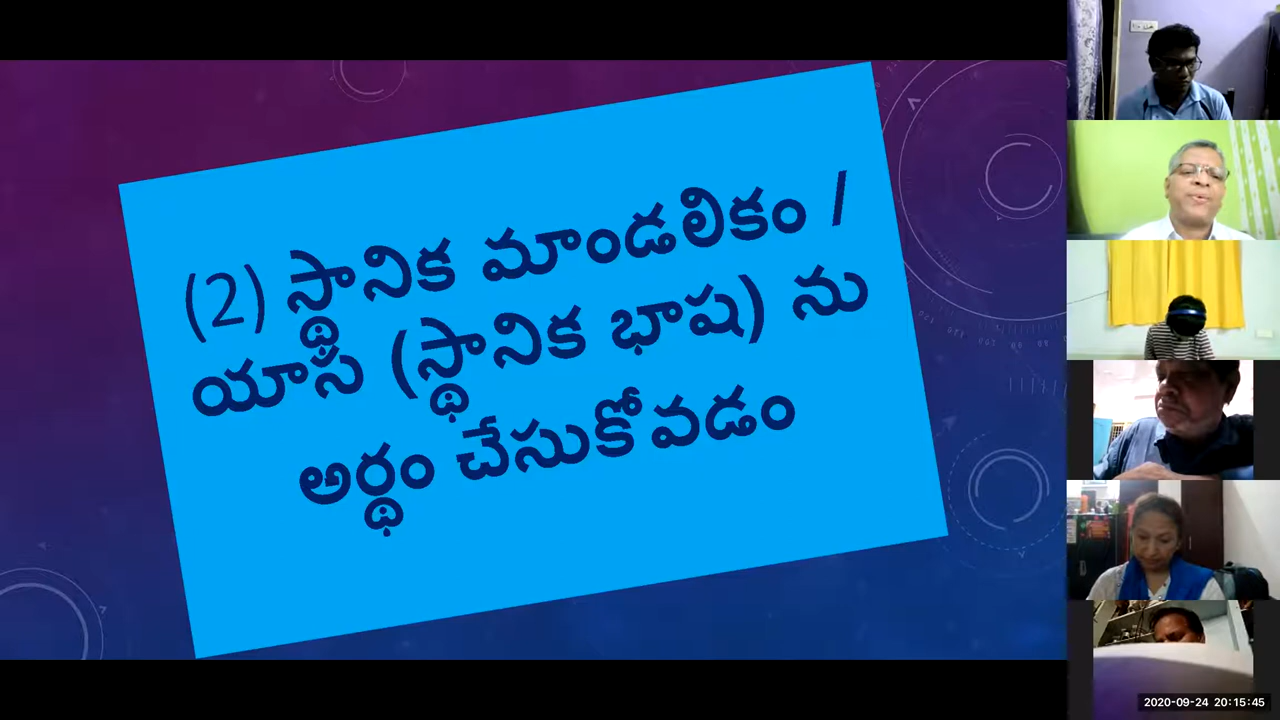 (2) స్థానిక మాండలికం /
యాస (స్థానిక భాష) ను
అర్థం చేసుకోవడం
2020-09-24 20:15:45